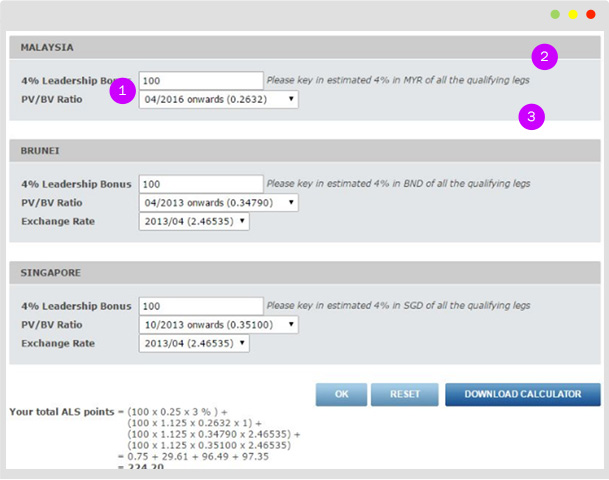 MALAYSIA
2
4% Leadership Bonus 100 Please key in estimated 4% in MYR of all the qualifying legs
1
PV/BV Ratio 04/2016 onwards (0.2632)
3
BRUNEI
4% Leadership Bonus 100 Please key in estimated 4% in BND of all the qualifying legs
PV/BV Ratio 04/2013 onwards (0.34790)
Exchange Rate 2013/04 (2.46535)
SINGAPORE
4% Leadership Bonus 100 Please key in estimated 4% in SGD of all the qualifying legs
PV/BV Ratio 10/2013 onwards (0.35100)
Exchange Rate 2013/04 (2.46535)
OK RESET DOWNLOAD CALCULATOR
Your total ALS points = (100 x 0.25 x 3 % ) +
(100 x 1.125 x 0.2632 x 1) +
(100 x 1.125 x 0.34790 x 2.46535) +
(100 x 1.125 x 0.35100 x 2.46535)
= 0.75 + 29.61 + 96.49 + 97.35
= 224.20